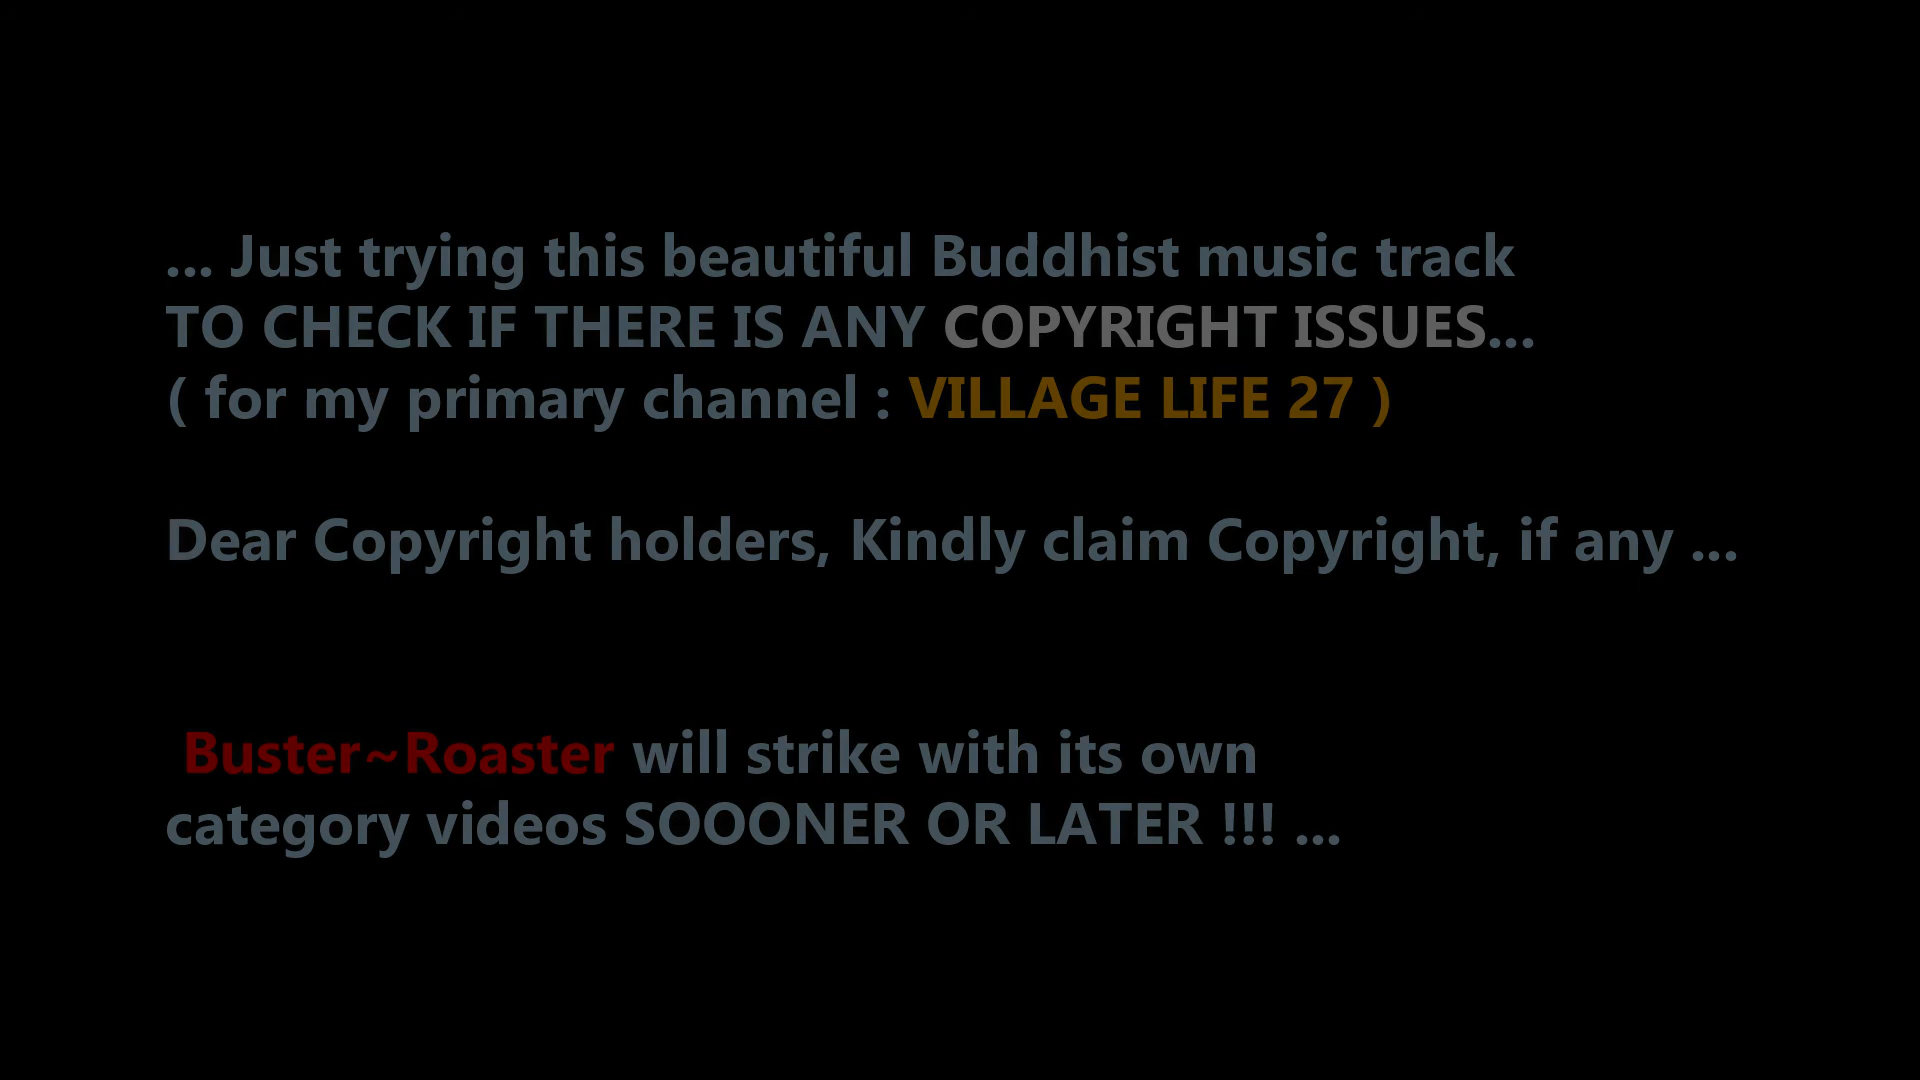 ... Just trying this beautiful Buddhist music track
TO CHECK IF THERE IS ANY COPYRIGHT ISSUES...
( for my primary channel : VILLAGE LIFE 27 )
Dear Copyright holders, Kindly claim Copyright, if any ...
Buster~Roaster will strike with its own
category videos SOOONER OR LATER !!! ...